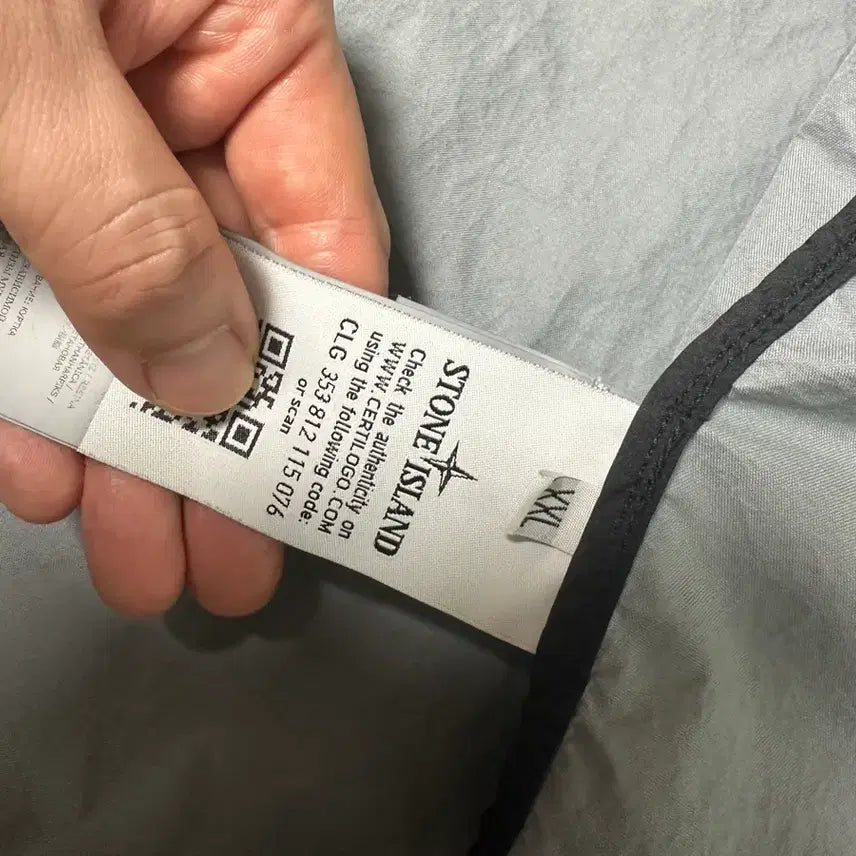 XXL
STONE ISLAND
Check the authenticity on
WWW.CERTILOGO.COM
using the following code:
CLG 353 812 115 076
or scan